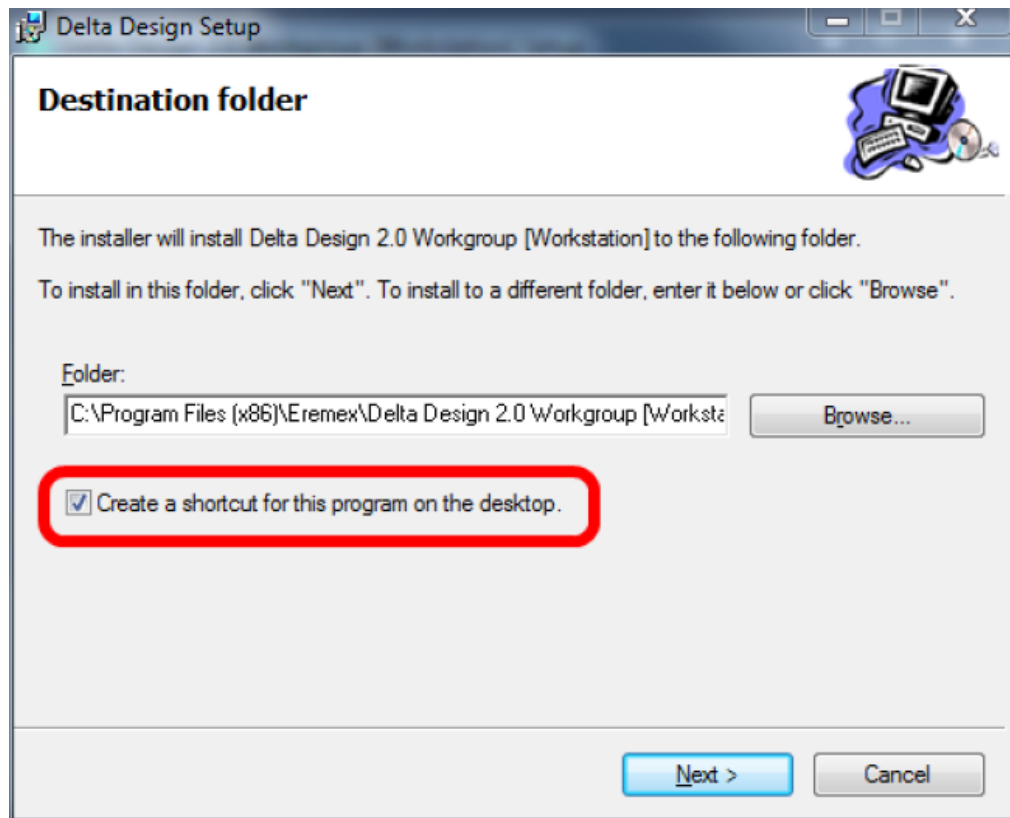 Delta Design Setup
Destination folder
The installer will install Delta Design 2.0 Workgroup [Workstation] to the following folder.
To install in this folder, click "Next". To install to a different folder, enter it below or click "Browse".
Folder:
C:\Program Files (x86)\Eremex\Delta Design 2.0 Workgroup [Worksta
Browse...
Create a shortcut for this program on the desktop.
Next >
Cancel